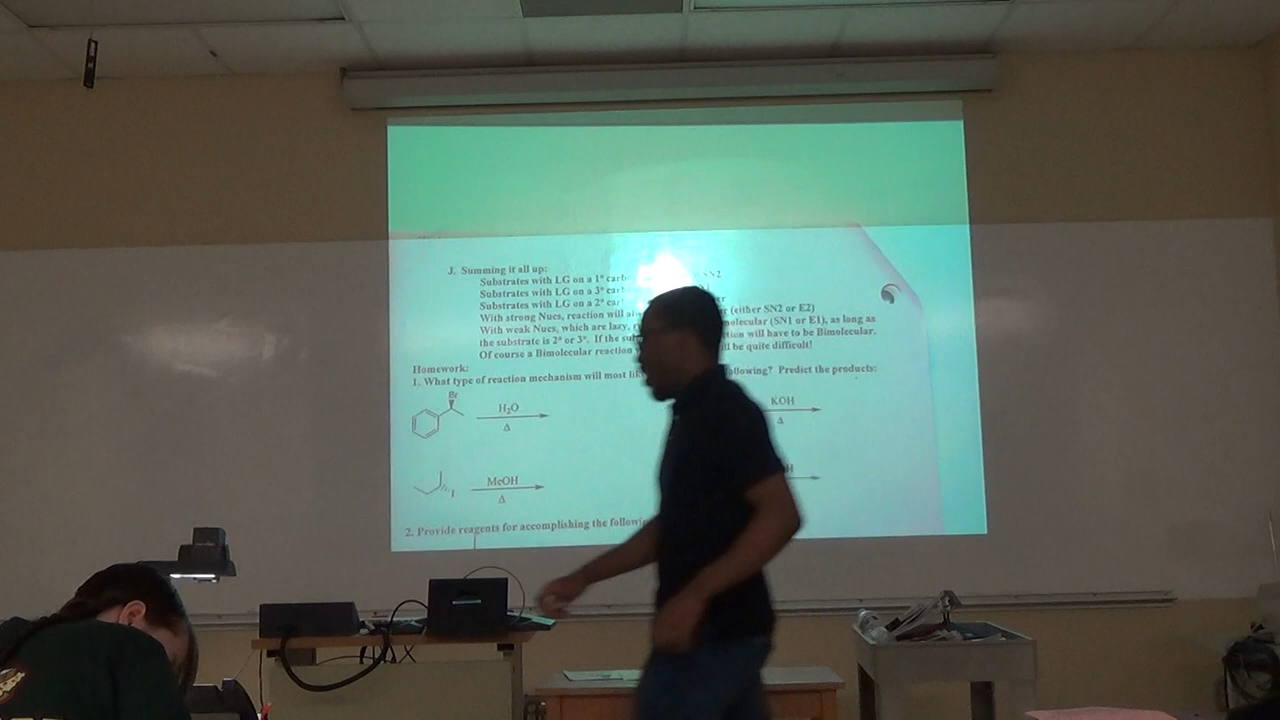 J. Summing it all up:
Substrates with LG on a 1° carb SN2
Substrates with LG on a 3° car
Substrates with LG on a 2° car
With strong Nucs, reaction will al r (either SN2 or E2)
With weak Nucs, which are lazy, molecular (SN1 or E1), as long as
the substrate is 2° or 3°. If the sub tion will have to be Bimolecular.
Of course a Bimolecular reaction ll be quite difficult!
Homework:
1. What type of reaction mechanism will most lik ollowing? Predict the products:
Br
H₂O
Δ
KOH
Δ
I
MeOH
Δ
H
2. Provide reagents for accomplishing the followi